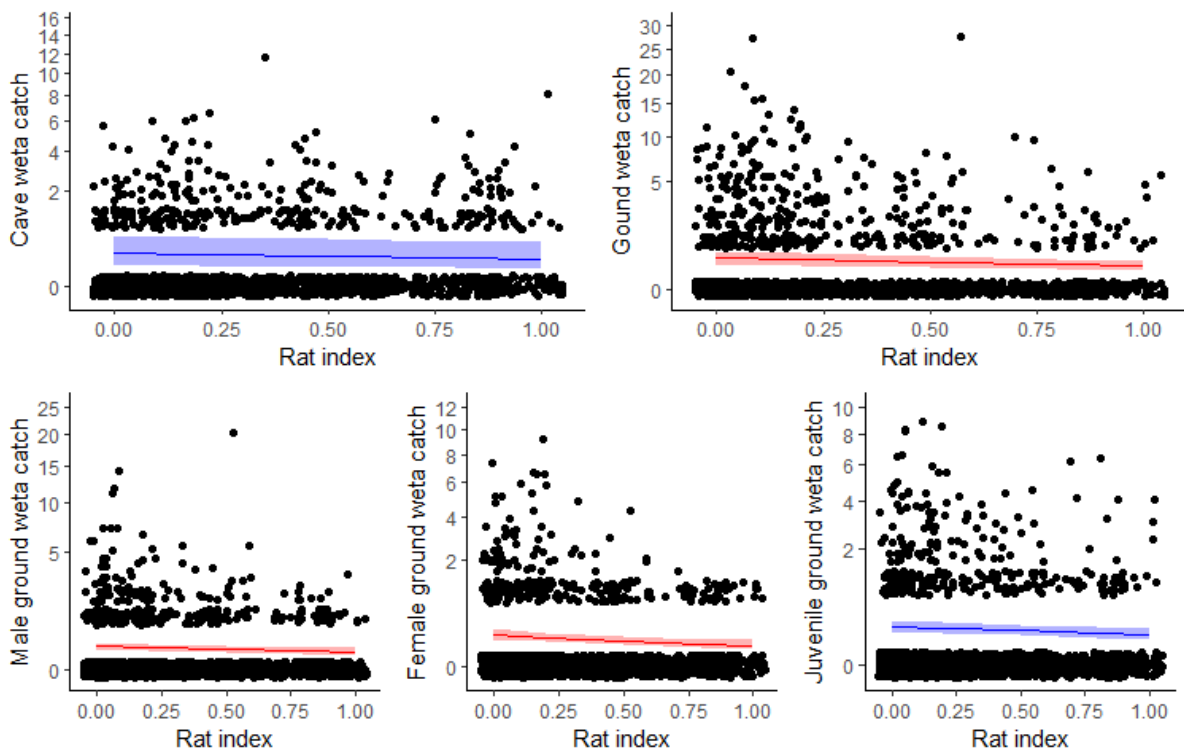 Cave weta catch
16
14
12
10
8
6
4
2
0
0.00 0.25 0.50 0.75 1.00
Rat index
Gound weta catch
30
25
20
15
10
5
0
0.00 0.25 0.50 0.75 1.00
Rat index
Male ground weta catch
25
20
15
10
5
0
0.00 0.25 0.50 0.75 1.00
Rat index
Female ground weta catch
12
10
8
6
4
2
0
0.00 0.25 0.50 0.75 1.00
Rat index
Juvenile ground weta catch
10
8
6
4
2
0
0.00 0.25 0.50 0.75 1.00
Rat index